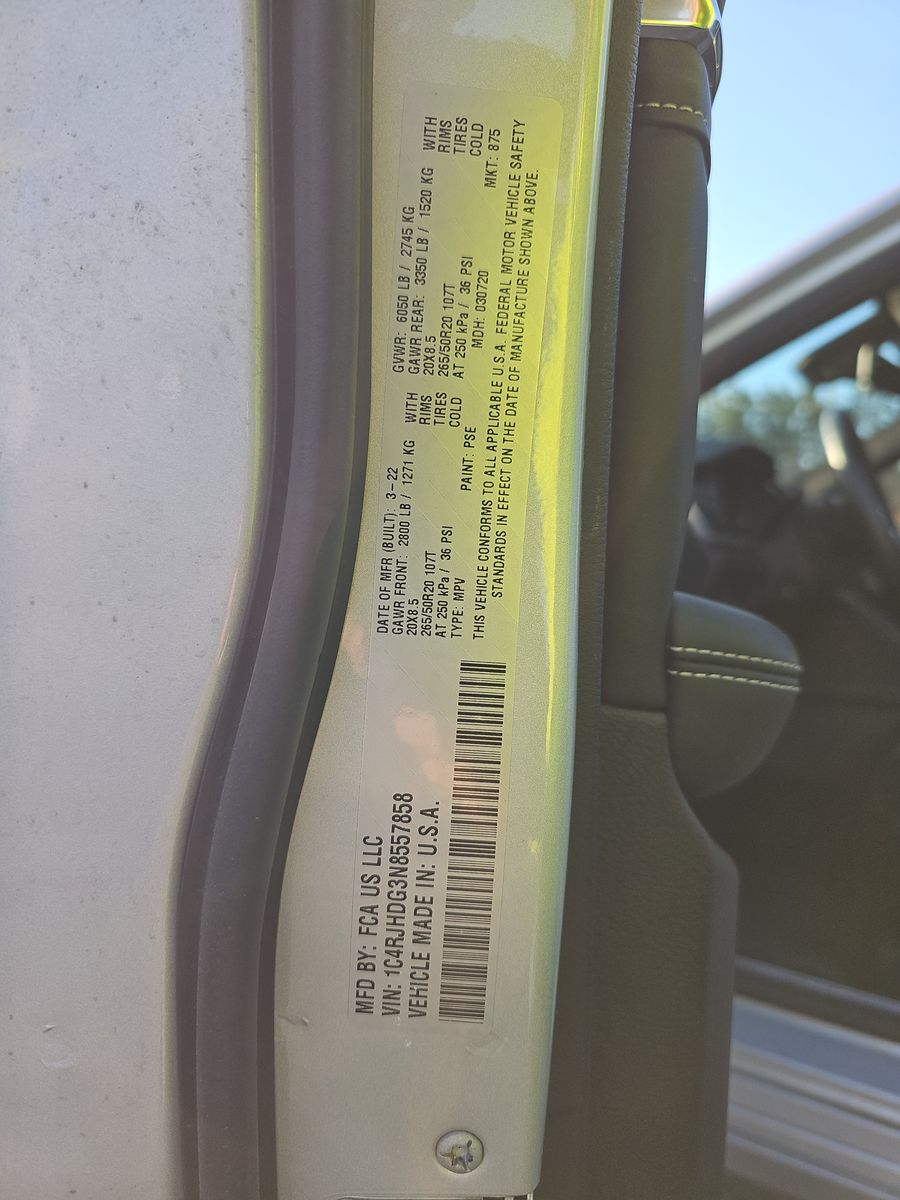 MFD BY: FCA US LLC
VIN: 1C4RJHDG3N8557858
VEHICLE MADE IN: U.S.A.
DATE OF MFR (BUILT): 3-22
GVWR: 6050 LB / 2745 KG
GAWR FRONT: 2800 LB / 1271 KG WITH
GAWR REAR: 3350 LB / 1520 KG WITH
20X8.5 RIMS
20X8.5 RIMS
265/50R20 107T TIRES
265/50R20 107T TIRES
AT 250 kPa / 36 PSI COLD
AT 250 kPa / 36 PSI COLD
TYPE: MPV PAINT: PSE MDH: 030720 MKT: 875
THIS VEHICLE CONFORMS TO ALL APPLICABLE U.S.A. FEDERAL MOTOR VEHICLE SAFETY
STANDARDS IN EFFECT ON THE DATE OF MANUFACTURE SHOWN ABOVE.